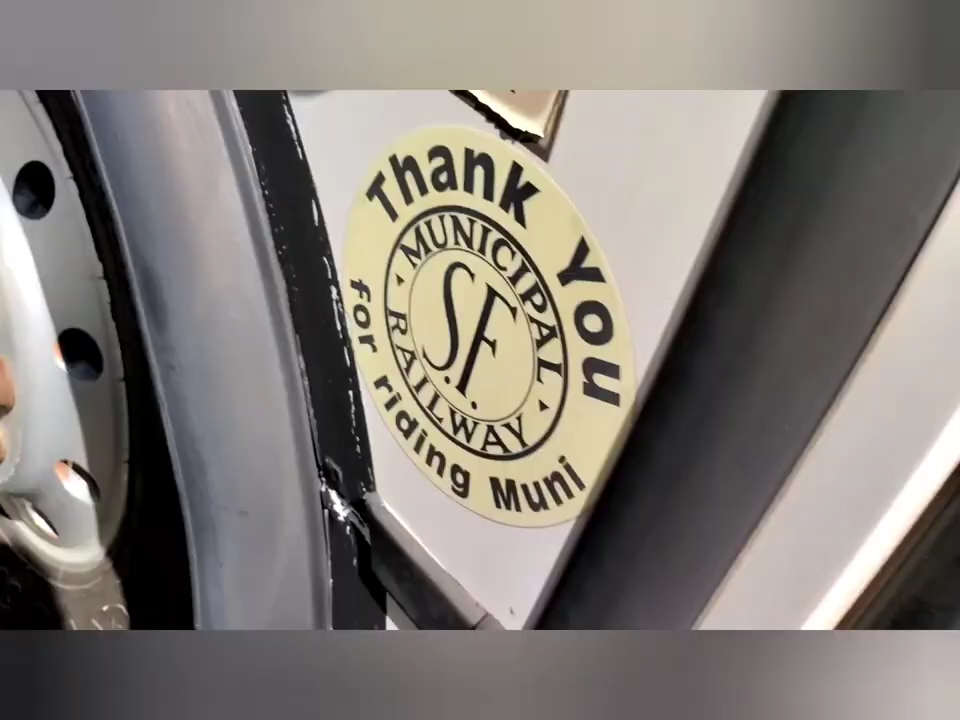 Thank You
for riding Muni
MUNICIPAL
RAILWAY
S.F.